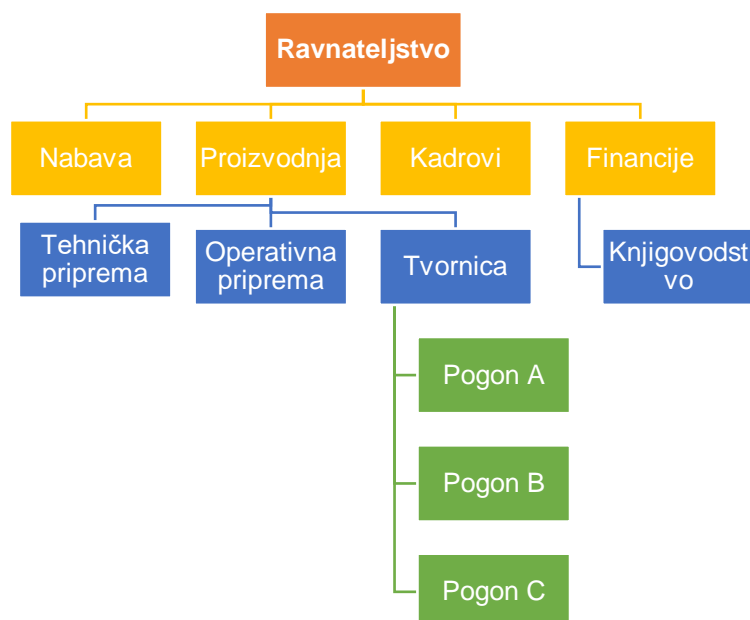 Ravnateljstvo
Nabava
Proizvodnja
Kadrovi
Financije
Tehnička
priprema
Operativna
priprema
Tvornica
Knjigovodst
vo
Pogon A
Pogon B
Pogon C